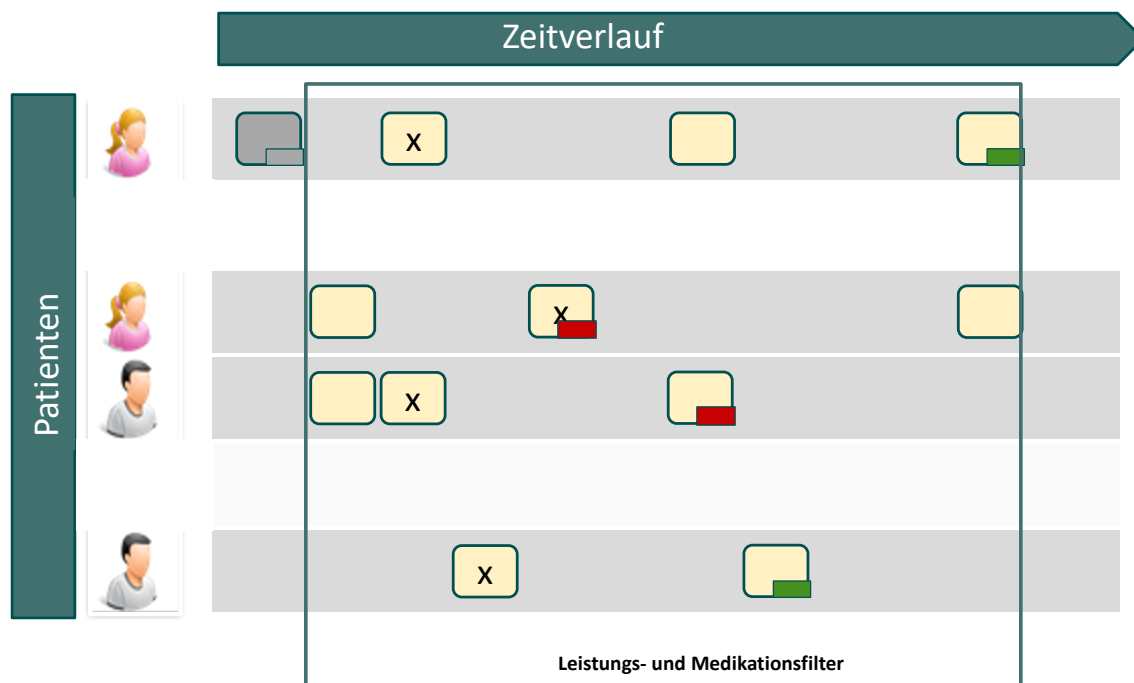 Zeitverlauf
Patienten
x
x
x
x
Leistungs- und Medikationsfilter